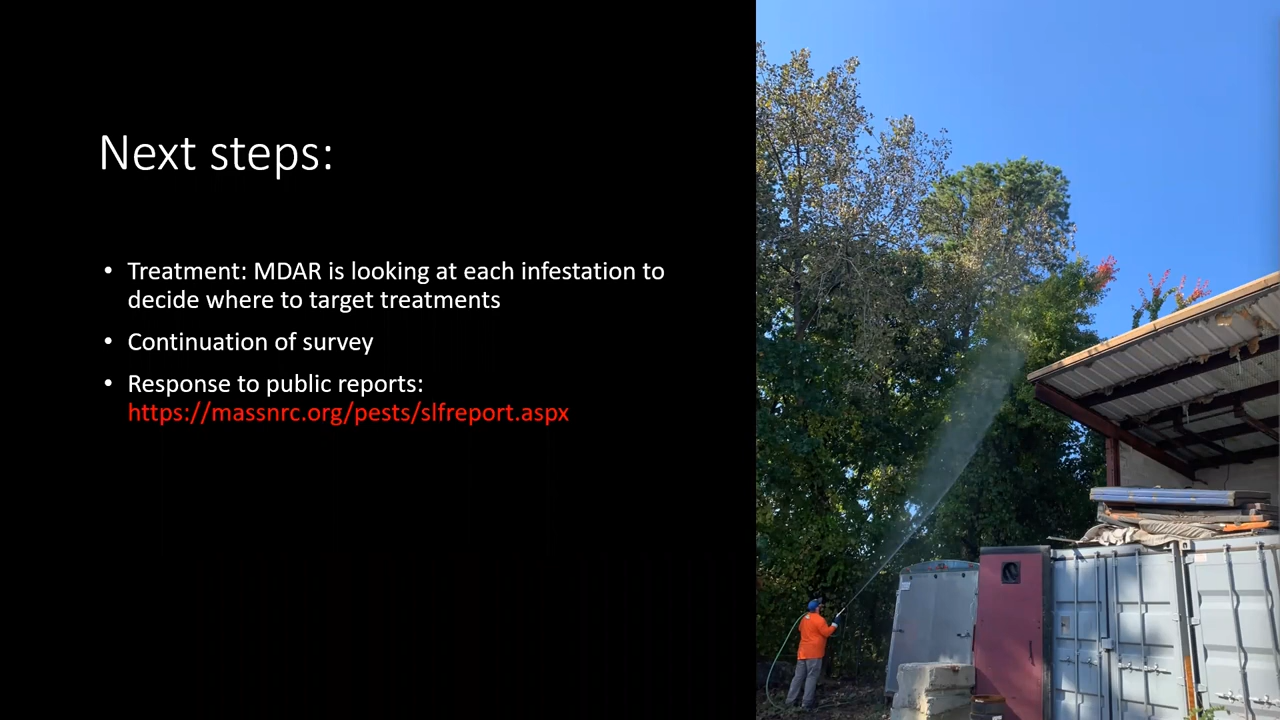 Next steps:
• Treatment: MDAR is looking at each infestation to
decide where to target treatments
• Continuation of survey
• Response to public reports:
https://massnrc.org/pests/slfreport.aspx